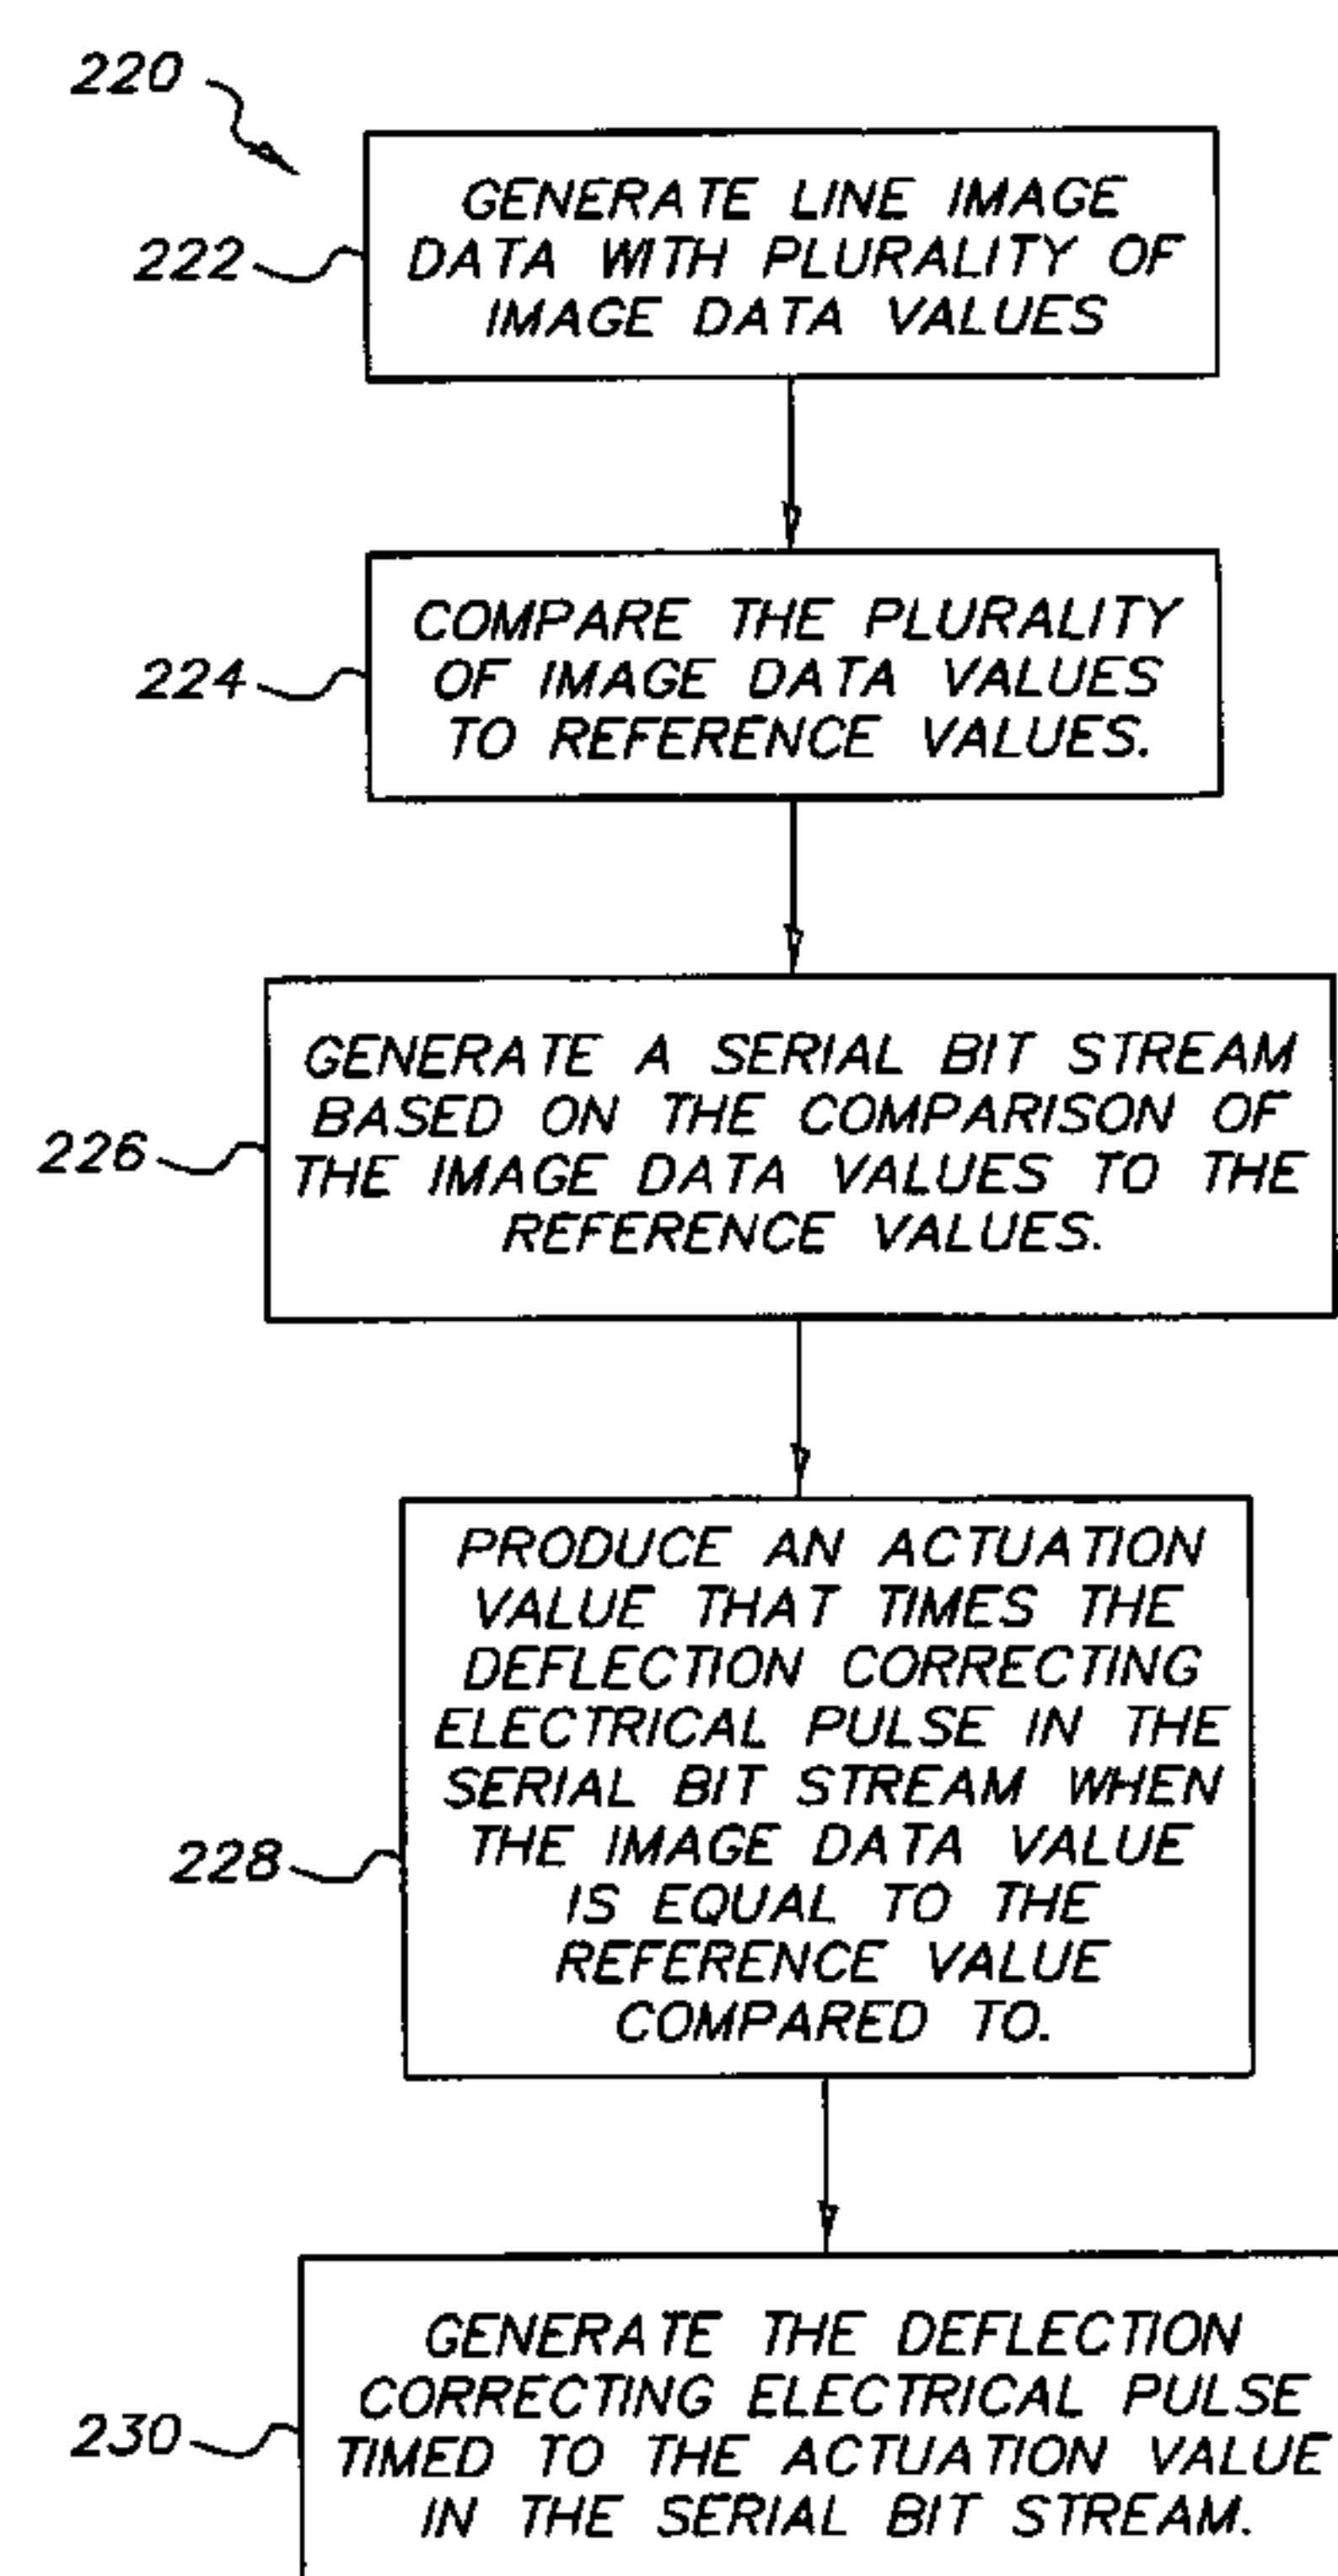 220
GENERATE LINE IMAGE
222
DATA WITH PLURALITY OF
IMAGE DATA VALUES
COMPARE THE PLURALITY
224
OF IMAGE DATA VALUES
TO REFERENCE VALUES.
GENERATE A SERIAL BIT STREAM
BASED ON THE COMPARISON OF
226
THE IMAGE DATA VALUES TO THE
REFERENCE VALUES.
PRODUCE AN ACTUATION
VALUE THAT TIMES THE
DEFLECTION CORRECTING
ELECTRICAL PULSE IN THE
SERIAL BIT STREAM WHEN
THE IMAGE DATA VALUE
228
IS EQUAL TO THE
REFERENCE VALUE
COMPARED TO.
GENERATE THE DEFLECTION
CORRECTING ELECTRICAL PULSE
230
TIMED TO THE ACTUATION VALUE
IN THE SERIAL BIT STREAM.